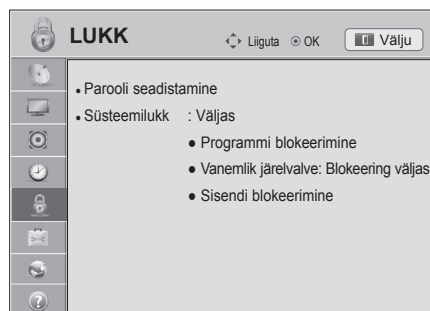 LUKK
Liiguta OK
Välju
• Parooli seadistamine
• Süsteemilukk : Väljas
● Programmi blokeerimine
● Vanemlik järelvalve: Blokeering väljas
● Sisendi blokeerimine
?